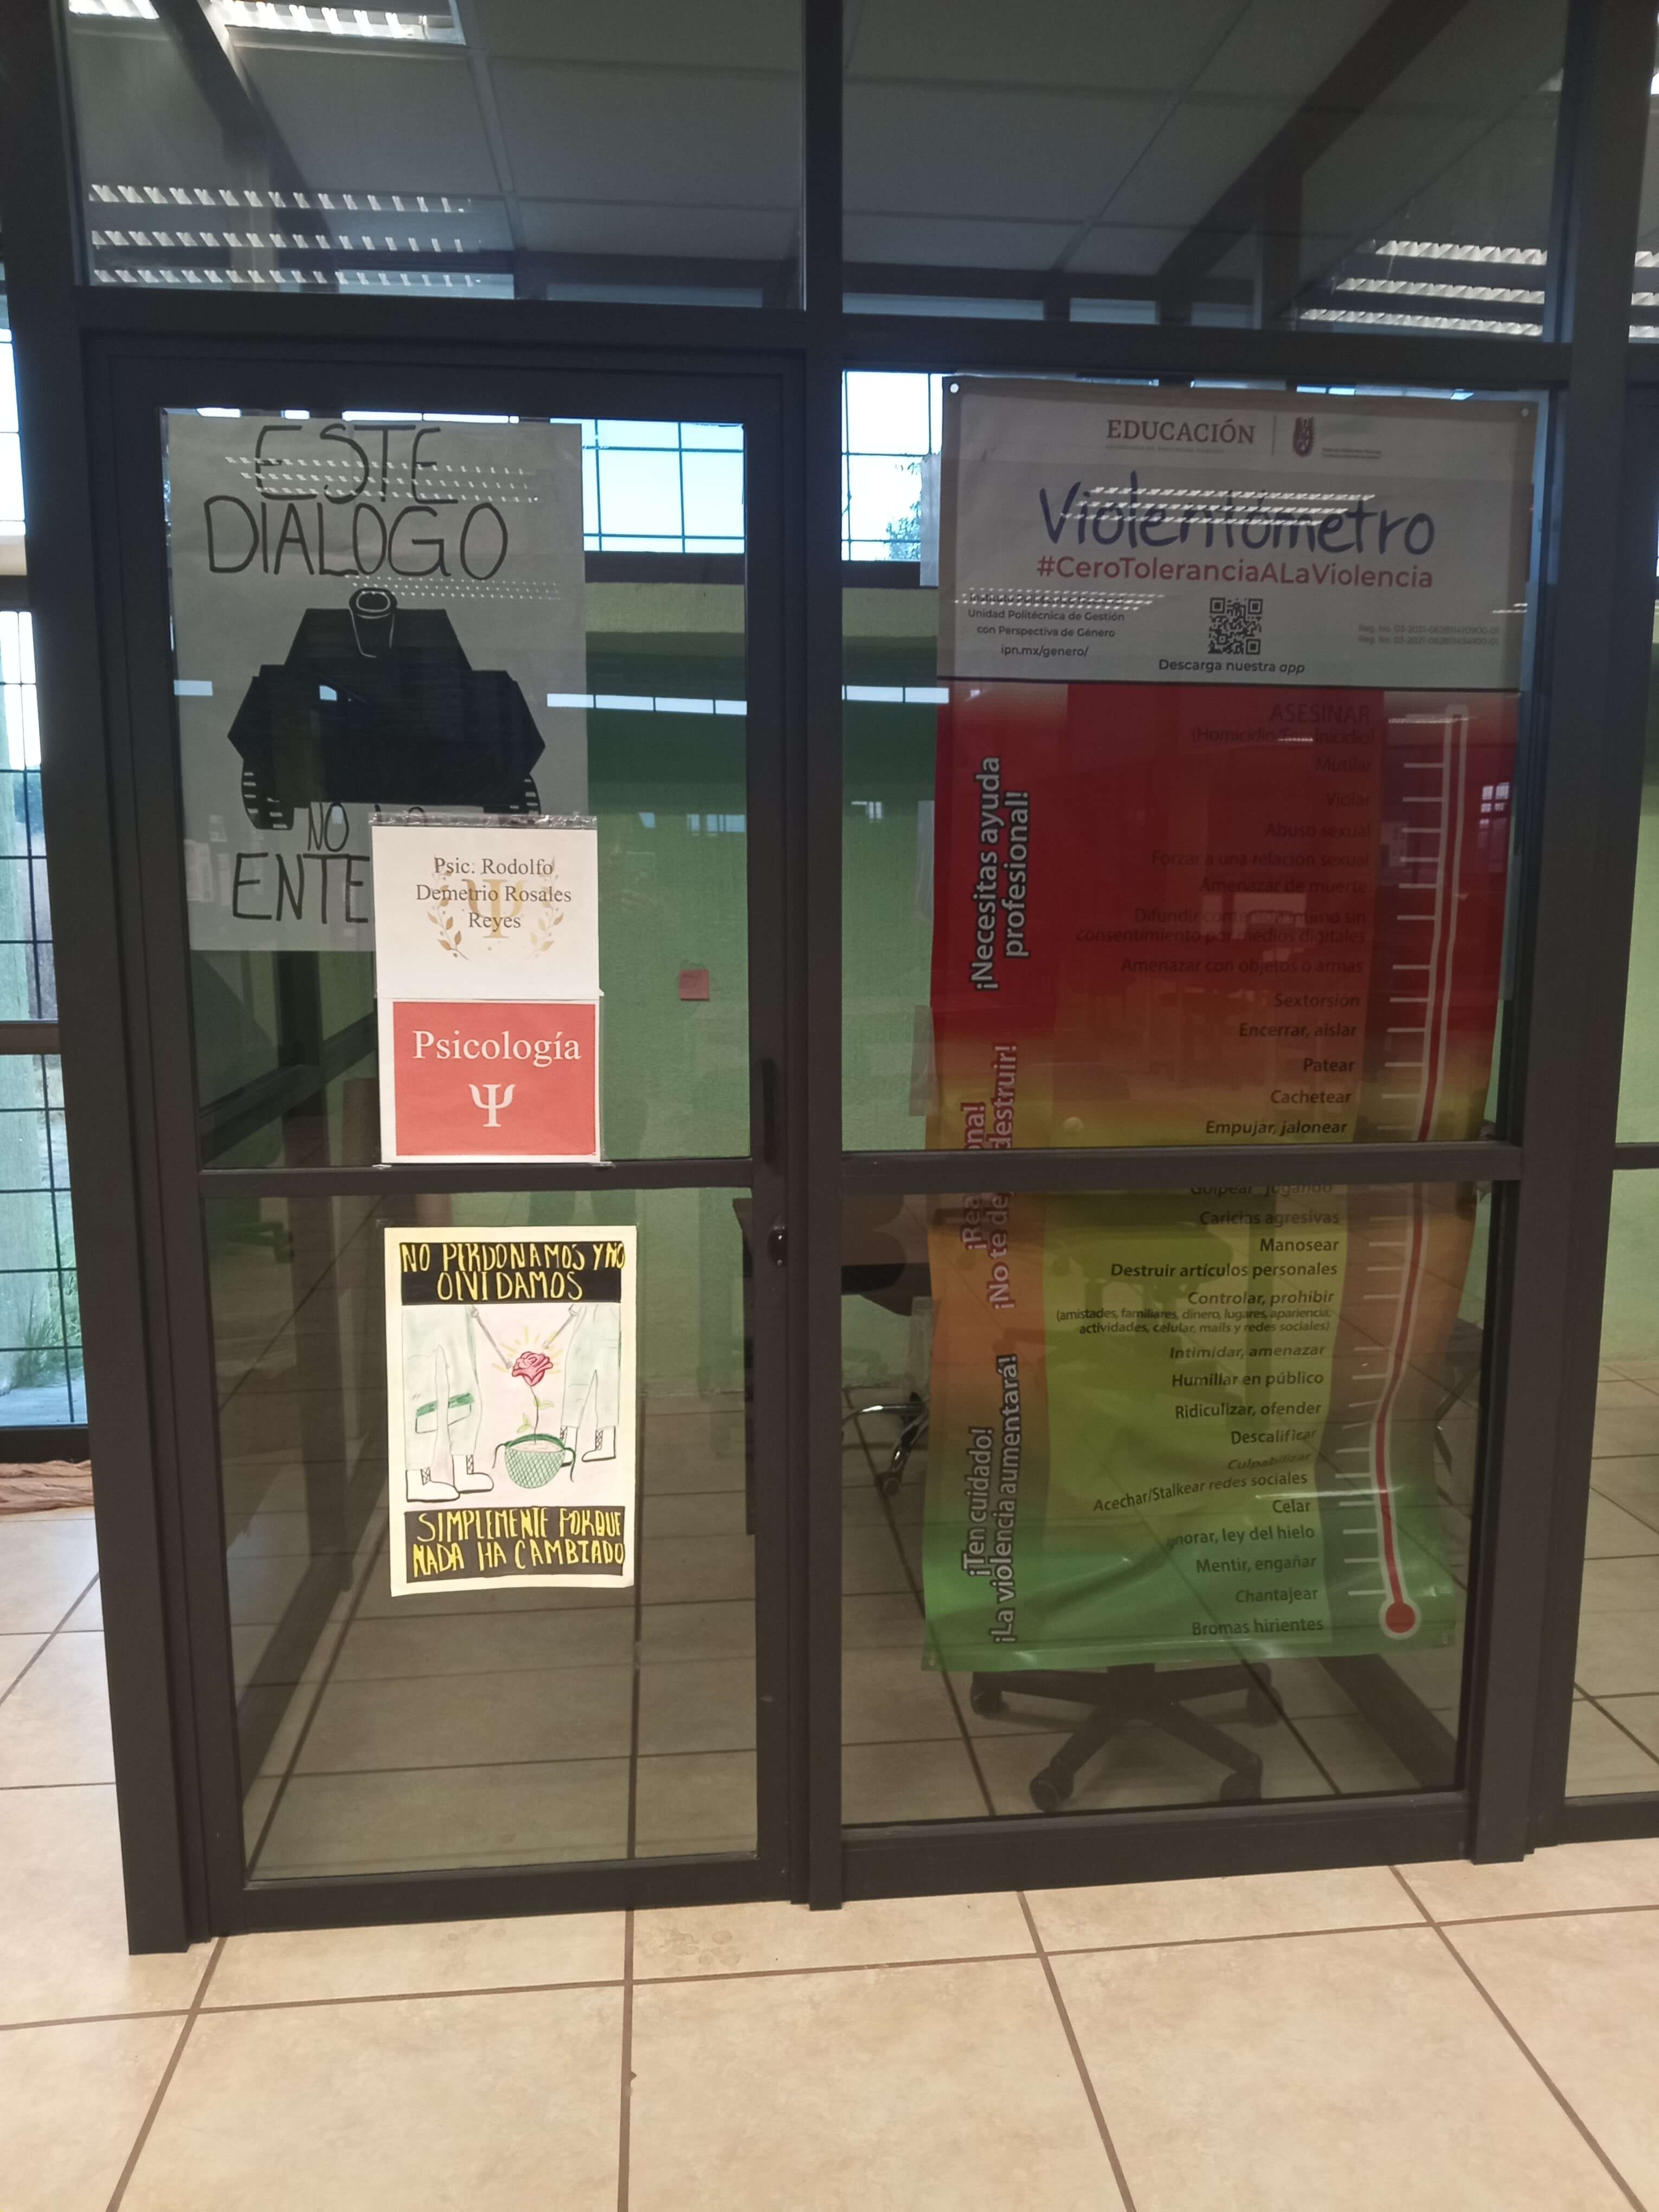 ESTE
DIALOGO
NO LO
ENTE
Psic. Rodolfo
Demetrio Rosales
Reyes
Psicología
Ψ
NO PERDONAMOS Y NO
OLVIDAMOS
SIMPLEMENTE PORQUE
NADA HA CAMBIADO
EDUCACIÓN
Violentómetro
#CeroToleranciaALaViolencia
Unidad Politécnica de Gestión
con Perspectiva de Género
ipn.mx/genero/
Descarga nuestra app
¡Necesitas ayuda
profesional!
ASESINAR
(Homicidio, Feminicidio)
Mutilar
Violar
Abuso sexual
Forzar a una relación sexual
Amenazar de muerte
Difundir contenido íntimo sin
consentimiento por medios digitales
Amenazar con objetos o armas
Sextorsión
Encerrar, aislar
Patear
Cachetear
Empujar, jalonear
¡No te dejes destruir!
Golpear "jugando"
Caricias agresivas
Manosear
Destruir artículos personales
Controlar, prohibir
(amistades, familiares, dinero, lugares, apariencia,
actividades, celular, mails y redes sociales)
Intimidar, amenazar
Humillar en público
Ridiculizar, ofender
Descalificar
Culpabilizar
¡Ten cuidado!
¡La violencia aumentará!
Acechar/Stalkear redes sociales
Celar
Ignorar, ley del hielo
Mentir, engañar
Chantajear
Bromas hirientes